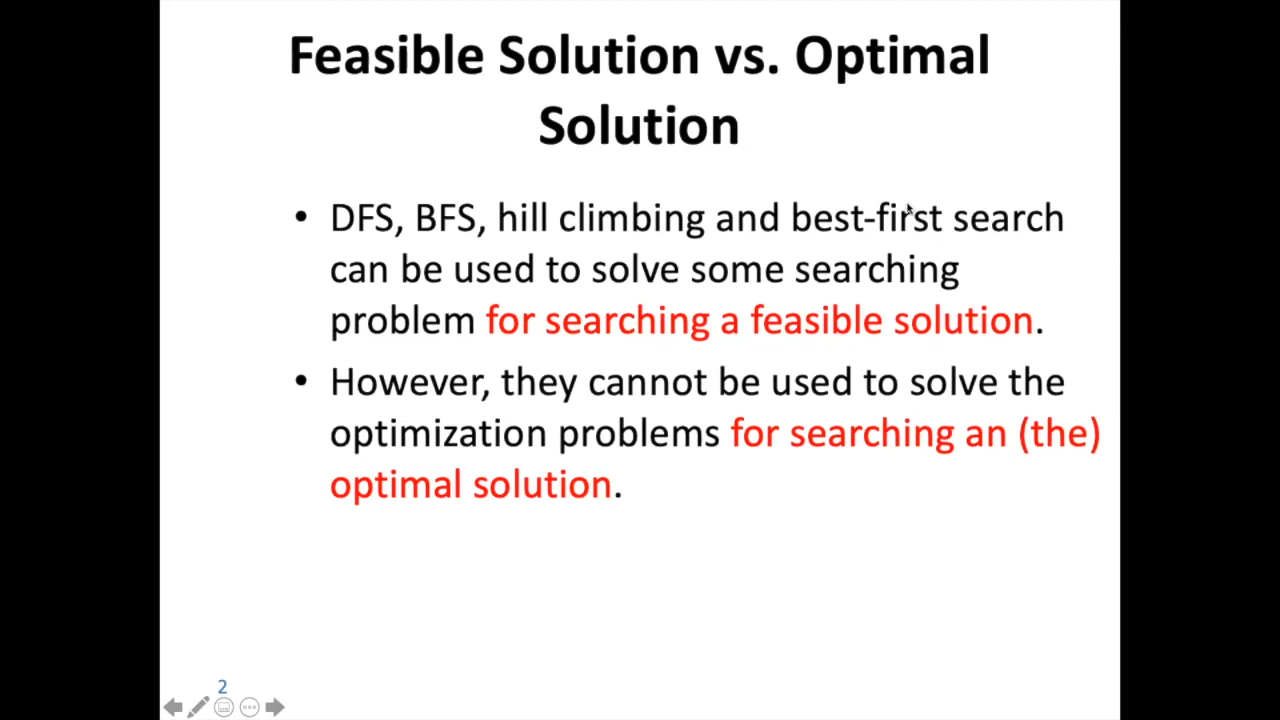 Feasible Solution vs. Optimal
Solution
• DFS, BFS, hill climbing and best-first search
can be used to solve some searching
problem for searching a feasible solution.
• However, they cannot be used to solve the
optimization problems for searching an (the)
optimal solution.
2